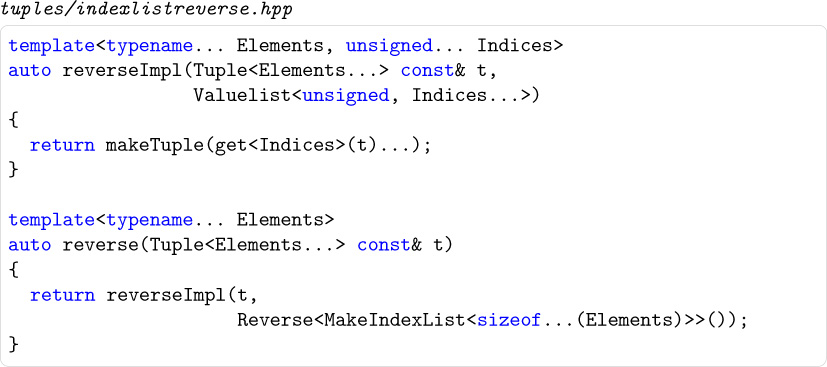 tuples/indexlistreverse.hpp
template<typename... Elements, unsigned... Indices>
auto reverseImpl(Tuple<Elements...> const& t,
                 Valuelist<unsigned, Indices...>)
{
  return makeTuple(get<Indices>(t)...);
}

template<typename... Elements>
auto reverse(Tuple<Elements...> const& t)
{
  return reverseImpl(t,
                     Reverse<MakeIndexList<sizeof...(Elements)>>());
}